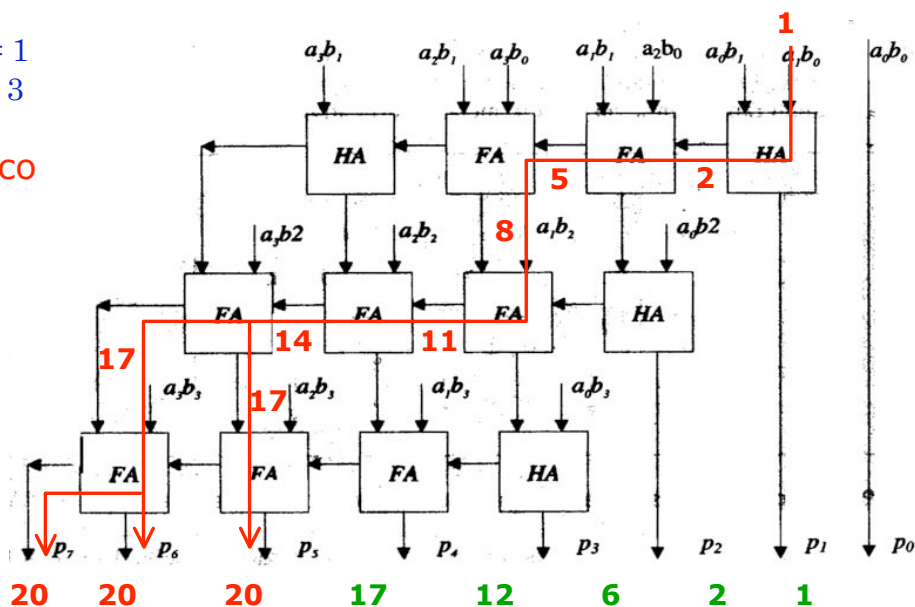 = 1
3
co
1
a₃b₁ a₂b₁ a₃b₀ a₁b₁ a₂b₀ a₀b₁ a₁b₀ a₀b₀
HA FA FA HA
5 2
8
a₃b2 a₂b₂ a₁b₂ a₀b2
FA FA FA HA
14 11
17
a₃b₃ 17 a₂b₃ a₁b₃ a₀b₃
FA FA FA HA
p₇ p₆ p₅ p₄ p₃ p₂ p₁ p₀
20 20 20 17 12 6 2 1